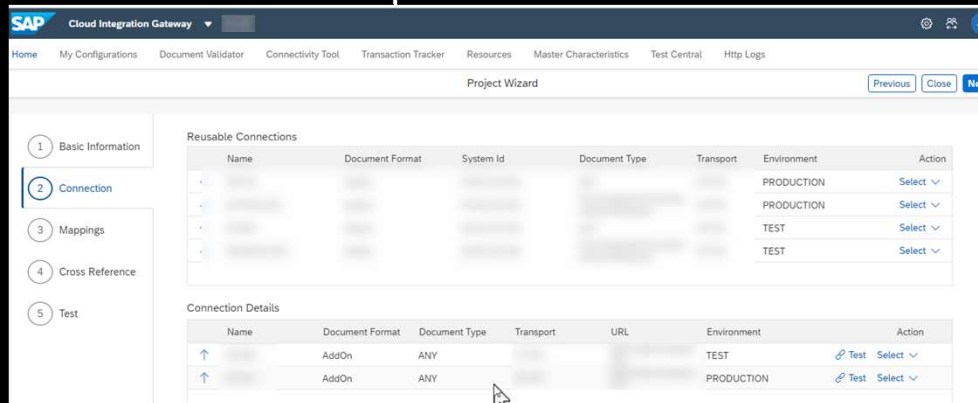 SAP Cloud Integration Gateway
Home My Configurations Document Validator Connectivity Tool Transaction Tracker Resources Master Characteristics Test Central Http Logs
Project Wizard
Previous Close
1 Basic Information
2 Connection
3 Mappings
4 Cross Reference
5 Test
Reusable Connections
Name Document Format System Id Document Type Transport Environment Action
PRODUCTION Select
PRODUCTION Select
TEST Select
TEST Select
Connection Details
Name Document Format Document Type Transport URL Environment Action
AddOn ANY TEST Test Select
AddOn ANY PRODUCTION Test Select